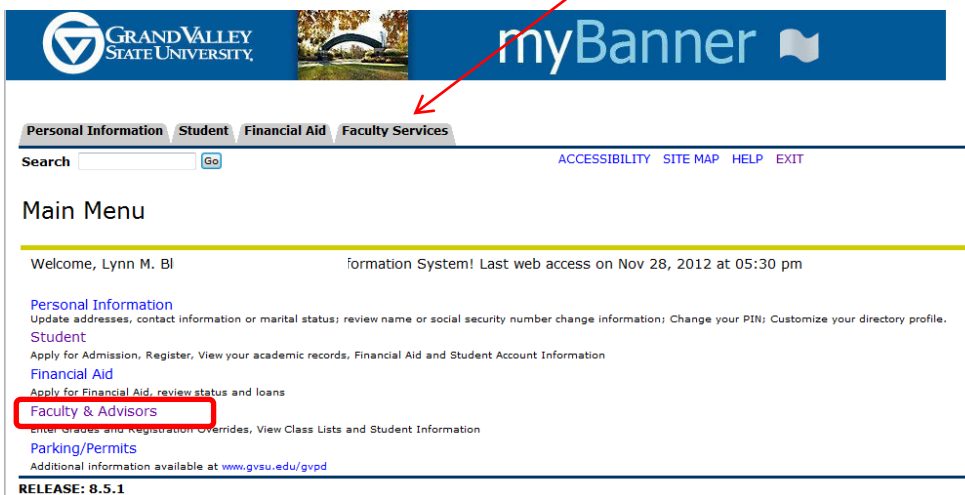 GRAND VALLEY
STATE UNIVERSITY.
myBanner
Personal Information Student Financial Aid Faculty Services
Search Go
ACCESSIBILITY SITE MAP HELP EXIT
Main Menu
Welcome, Lynn M. Bl formation System! Last web access on Nov 28, 2012 at 05:30 pm
Personal Information
Update addresses, contact information or marital status; review name or social security number change information; Change your PIN; Customize your directory profile.
Student
Apply for Admission, Register, View your academic records, Financial Aid and Student Account Information
Financial Aid
Apply for Financial Aid, review status and loans
Faculty & Advisors
Enter Grades and Registration Overrides, View Class Lists and Student Information
Parking/Permits
Additional information available at www.gvsu.edu/gvpd
RELEASE: 8.5.1